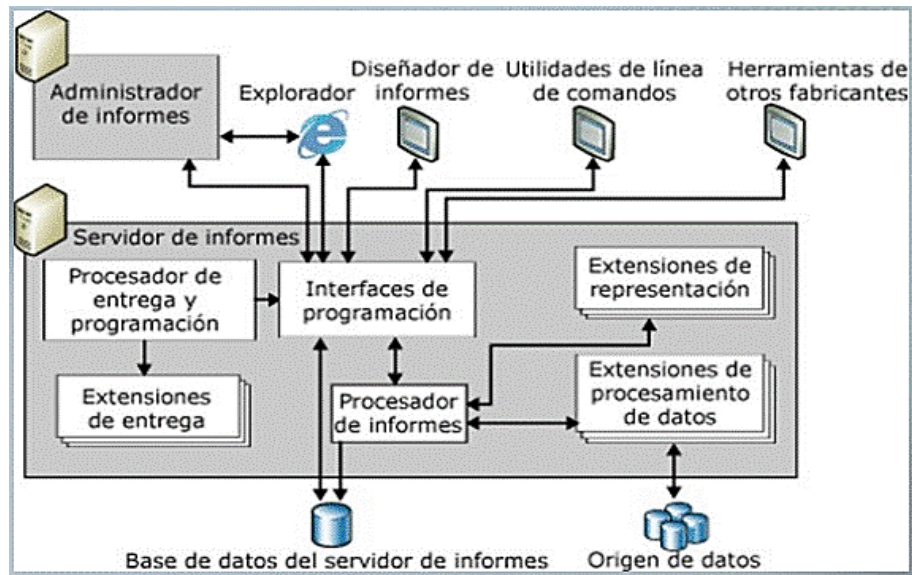 Administrador
de informes
Explorador
Diseñador de
informes
Utilidades de línea
de comandos
Herramientas de
otros fabricantes
Servidor de informes
Procesador de
entrega y
programación
Interfaces de
programación
Extensiones de
representación
Extensiones
de entrega
Procesador
de informes
Extensiones de
procesamiento
de datos
Base de datos del servidor de informes
Origen de datos